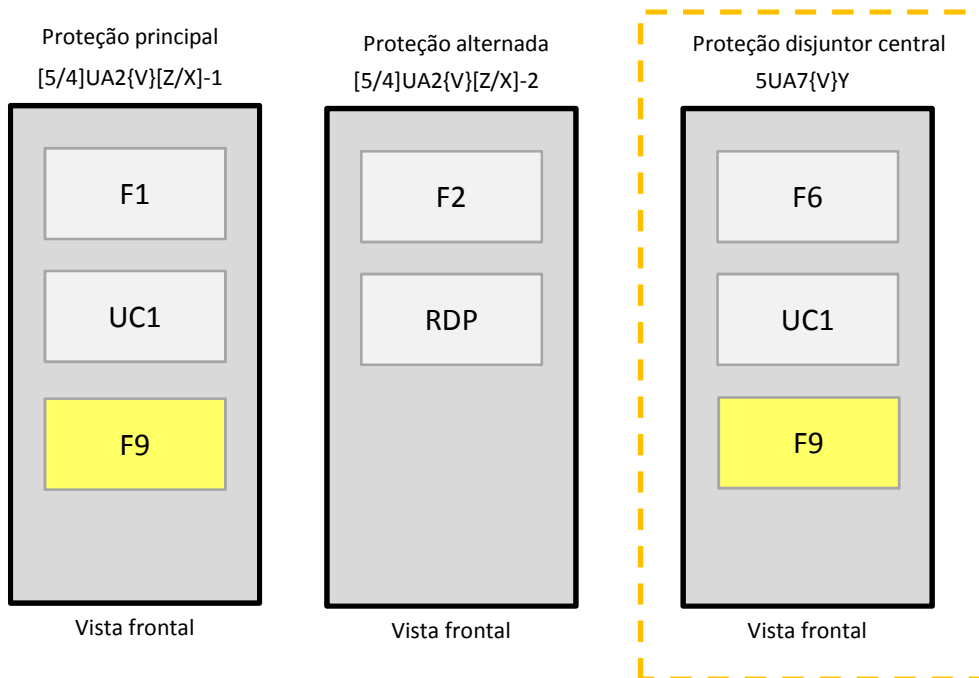 Proteção principal
[5/4]UA2{V}[Z/X]-1
F1
UC1
F9
Vista frontal
Proteção alternada
[5/4]UA2{V}[Z/X]-2
F2
RDP
Vista frontal
Proteção disjuntor central
5UA7{V}Y
F6
UC1
F9
Vista frontal